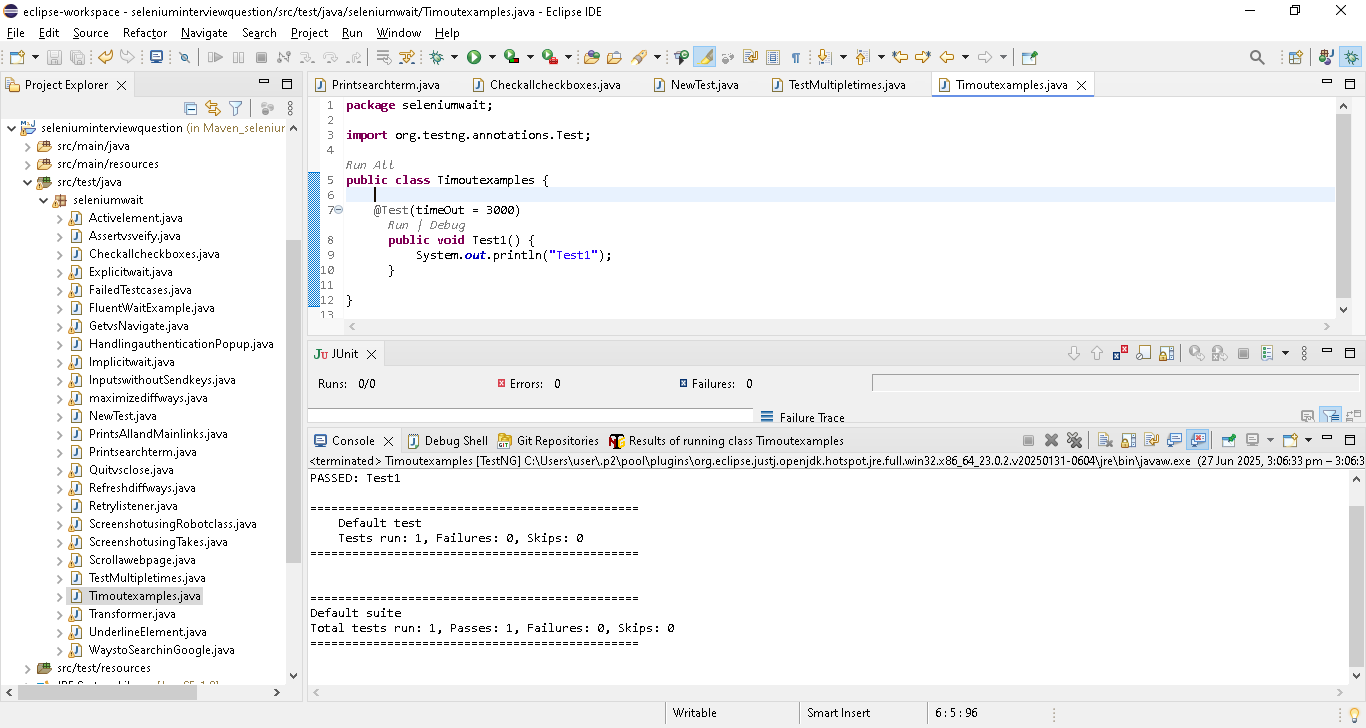 eclipse-workspace - seleniuminterviewquestion/src/test/java/seleniumwait/Timoutexamples.java - Eclipse IDE
File Edit Source Refactor Navigate Search Project Run Window Help
Project Explorer
seleniuminterviewquestion (in Maven_selenium
src/main/java
src/main/resources
src/test/java
seleniumwait
Activelement.java
Assertvsveify.java
Checkallcheckboxes.java
Explicitwait.java
FailedTestcases.java
FluentWaitExample.java
GetvsNavigate.java
HandlingauthenticationPopup.java
Implicitwait.java
InputswithoutSendkeys.java
maximizediffways.java
NewTest.java
PrintsAllandMainlinks.java
Printsearchterm.java
Quitvsclose.java
Refreshdiffways.java
Retrylistener.java
ScreenshotusingRobotclass.java
ScreenshotusingTakes.java
Scrollawebpage.java
TestMultipletimes.java
Timoutexamples.java
Transformer.java
UnderlineElement.java
WaystoSearchinGoogle.java
src/test/resources
Printsearchterm.java Checkallcheckboxes.java NewTest.java TestMultipletimes.java Timoutexamples.java
1 package seleniumwait;
2
3 import org.testng.annotations.Test;
4
Run All
5 public class Timoutexamples {
6
7 @Test(timeOut = 3000)
Run | Debug
8 public void Test1() {
9 System.out.println("Test1");
10 }
11
12 }
13
JUnit
Runs: 0/0 Errors: 0 Failures: 0
Failure Trace
Console Debug Shell Git Repositories Results of running class Timoutexamples
<terminated> Timoutexamples [TestNG] C:\Users\user\.p2\pool\plugins\org.eclipse.justj.openjdk.hotspot.jre.full.win32.x86_64_23.0.2.v20250131-0604\jre\bin\javaw.exe (27 Jun 2025, 3:06:33 pm – 3:06:3
PASSED: Test1
===============================================
Default test
Tests run: 1, Failures: 0, Skips: 0
===============================================
===============================================
Default suite
Total tests run: 1, Passes: 1, Failures: 0, Skips: 0
===============================================
Writable Smart Insert 6 : 5 : 96